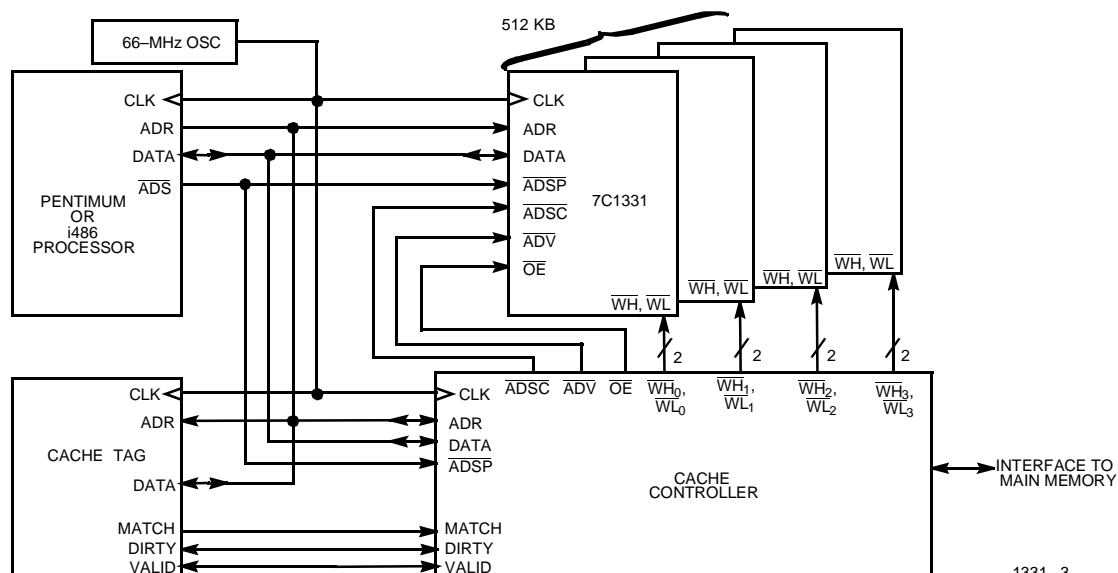 512 KB
66–MHz OSC
CLK
ADR
DATA
ADS
PENTIMUM
OR
i486
PROCESSOR
CLK
ADR
DATA
ADSP
ADSC
ADV
OE
7C1331
WH, WL
WH, WL
WH, WL
WH, WL
2
2
2
2
CLK
ADR
CACHE TAG
DATA
MATCH
DIRTY
VALID
CLK
ADR
DATA
ADSP
MATCH
DIRTY
VALID
ADSC
ADV
OE
WH0,
WL0
WH1,
WL1
WH2,
WL2
WH3,
WL3
CACHE
CONTROLLER
INTERFACE TO
MAIN MEMORY